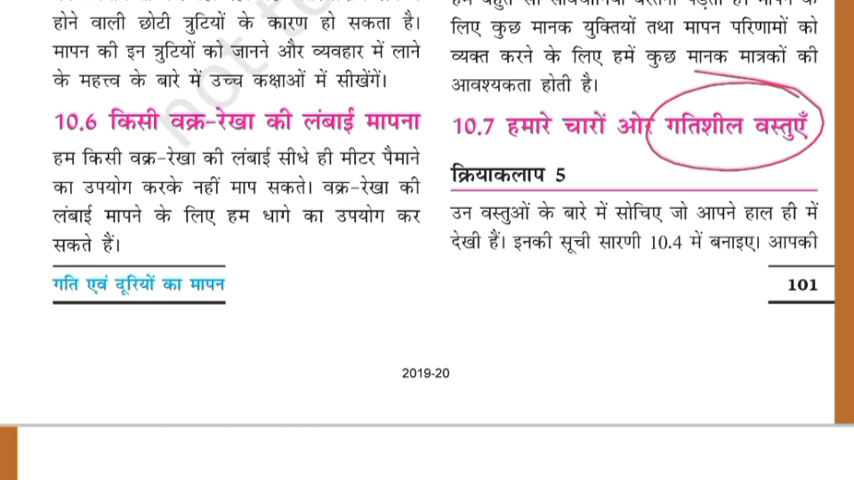 होने वाली छोटी त्रुटियों के कारण हो सकता है।
मापन की इन त्रुटियों को जानने और व्यवहार में लाने
के महत्त्व के बारे में उच्च कक्षाओं में सीखेंगें।
10.6 किसी वक्र-रेखा की लंबाई मापना
हम किसी वक्र-रेखा की लंबाई सीधे ही मीटर पैमाने
का उपयोग करके नहीं माप सकते। वक्र-रेखा की
लंबाई मापने के लिए हम धागे का उपयोग कर
सकते हैं।
गति एवं दूरियों का मापन
लिए कुछ मानक युक्तियों तथा मापन परिणामों को
व्यक्त करने के लिए हमें कुछ मानक मात्रकों की
आवश्यकता होती है।
10.7 हमारे चारों ओर गतिशील वस्तुएँ
क्रियाकलाप 5
उन वस्तुओं के बारे में सोचिए जो आपने हाल ही में
देखी हैं। इनकी सूची सारणी 10.4 में बनाइए। आपकी
101
2019-20
not to